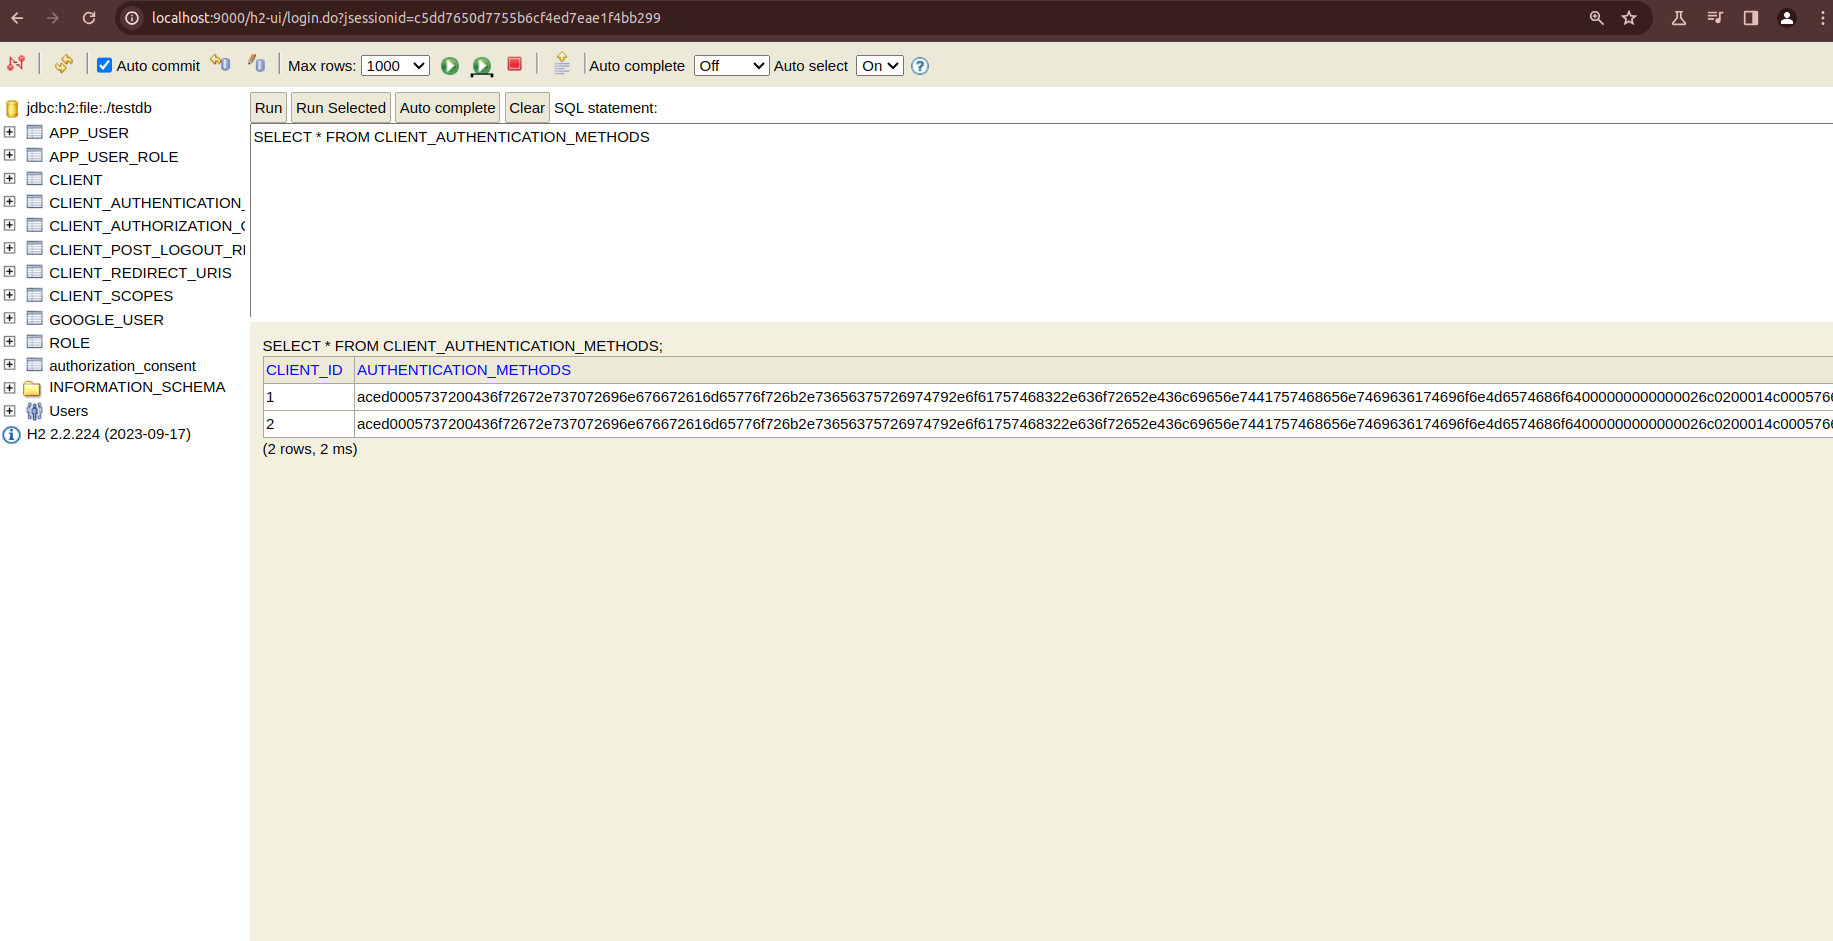 localhost:9000/h2-ui/login.do?jsessionid=c5dd7650d7755b6cf4ed7eae1f4bb299
Auto commit Max rows: 1000 Auto complete Off Auto select On
jdbc:h2:file:./testdb
APP_USER
APP_USER_ROLE
CLIENT
CLIENT_AUTHENTICATION_
CLIENT_AUTHORIZATION_
CLIENT_POST_LOGOUT_RE
CLIENT_REDIRECT_URIS
CLIENT_SCOPES
GOOGLE_USER
ROLE
authorization_consent
INFORMATION_SCHEMA
Users
H2 2.2.224 (2023-09-17)
Run Run Selected Auto complete Clear SQL statement:
SELECT * FROM CLIENT_AUTHENTICATION_METHODS
SELECT * FROM CLIENT_AUTHENTICATION_METHODS;
CLIENT_ID AUTHENTICATION_METHODS
1 aced0005737200436f72672e737072696e676672616d65776f726b2e73656375726974792e6f61757468322e636f72652e436c69656e7441757468656e7469636174696f6e4d6574686f64000000000000026c0200014c0005766
2 aced0005737200436f72672e737072696e676672616d65776f726b2e73656375726974792e6f61757468322e636f72652e436c69656e7441757468656e7469636174696f6e4d6574686f64000000000000026c0200014c0005766
(2 rows, 2 ms)